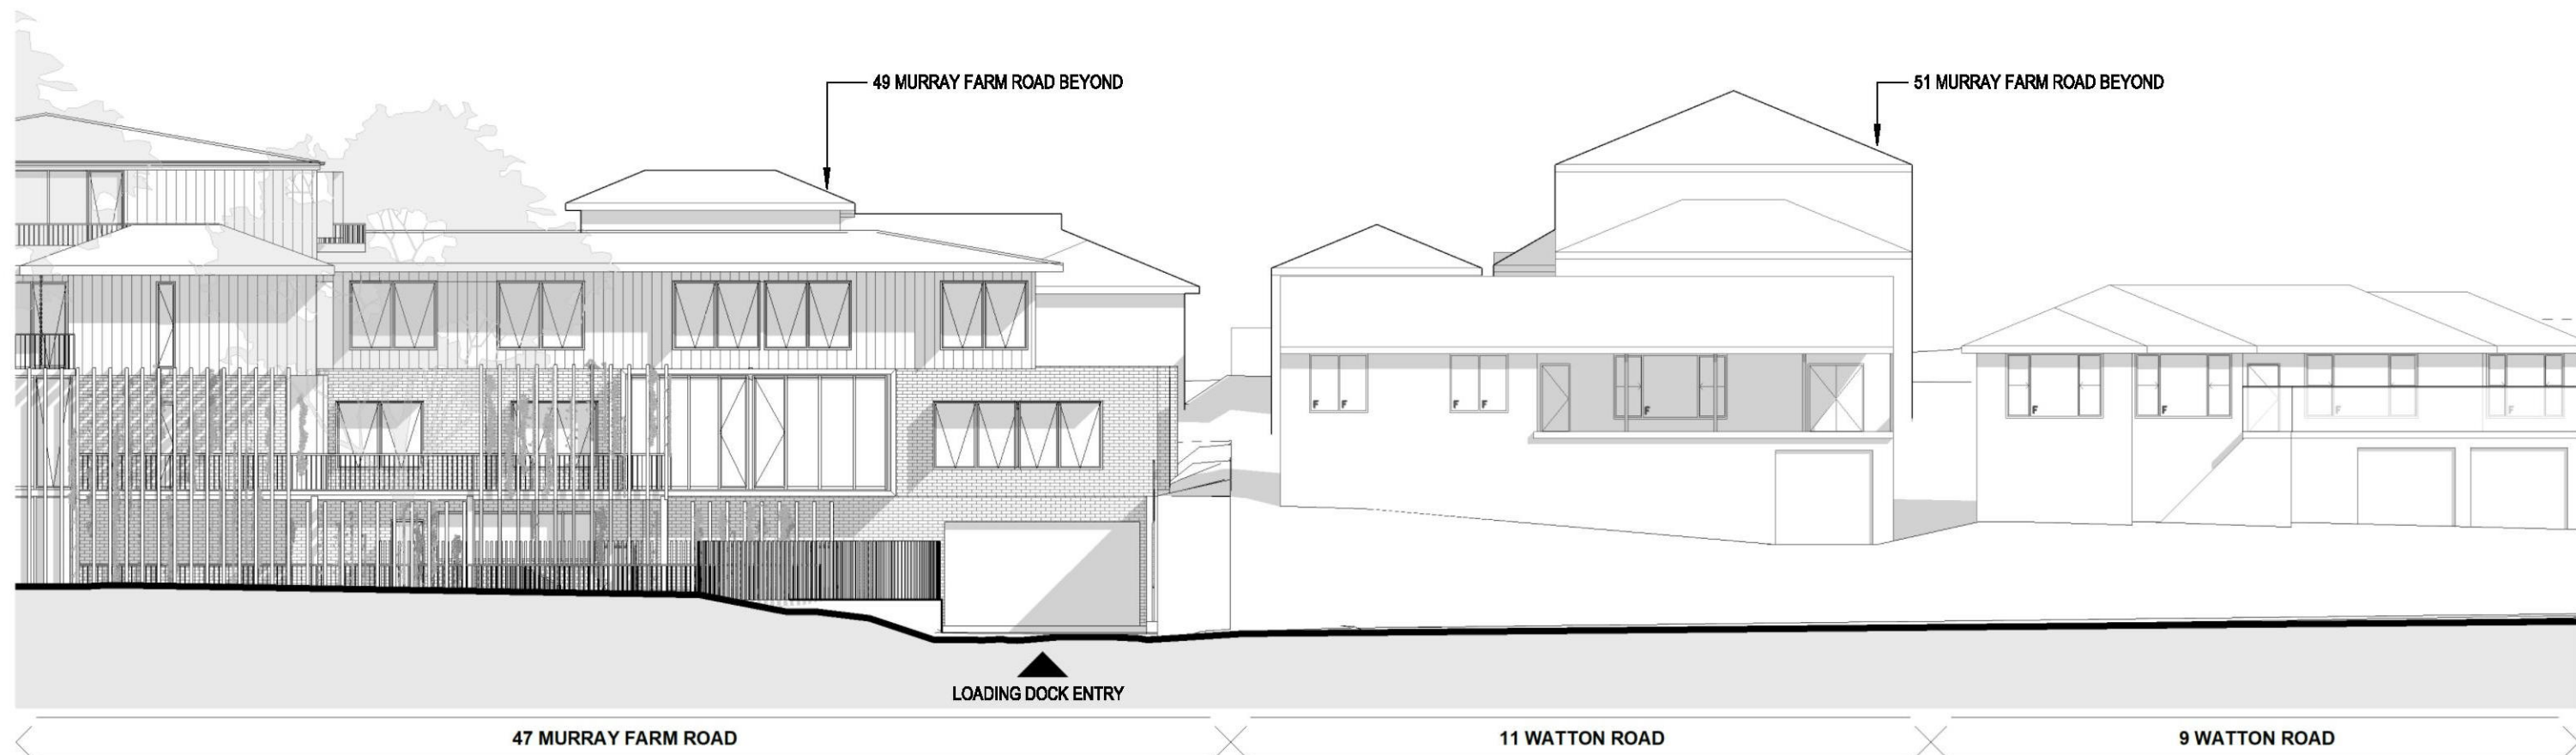 49 MURRAY FARM ROAD BEYOND
51 MURRAY FARM ROAD BEYOND
F F
F F
F
F
F
F
F
LOADING DOCK ENTRY
47 MURRAY FARM ROAD
11 WATTON ROAD
9 WATTON ROAD